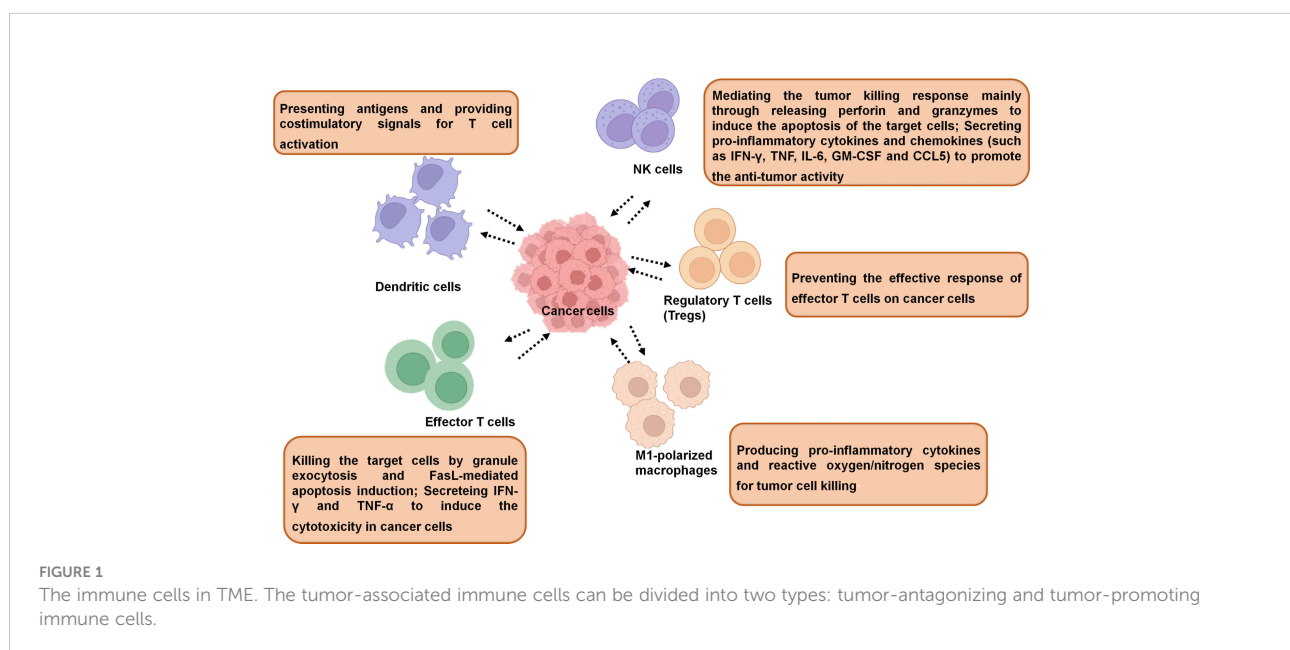 Presenting antigens and providing
costimulatory signals for T cell
activation
Dendritic cells
NK cells
Mediating the tumor killing response mainly
through releasing perforin and granzymes to
induce the apoptosis of the target cells; Secreting
pro-inflammatory cytokines and chemokines (such
as IFN-γ, TNF, IL-6, GM-CSF and CCL5) to promote
the anti-tumor activity
Cancer cells
Regulatory T cells
(Tregs)
Preventing the effective response of
effector T cells on cancer cells
Effector T cells
Killing the target cells by granule
exocytosis and FasL-mediated
apoptosis induction; Secreteing IFN-
γ and TNF-α to induce the
cytotoxicity in cancer cells
M1-polarized
macrophages
Producing pro-inflammatory cytokines
and reactive oxygen/nitrogen species
for tumor cell killing
FIGURE 1
The immune cells in TME. The tumor-associated immune cells can be divided into two types: tumor-antagonizing and tumor-promoting
immune cells.